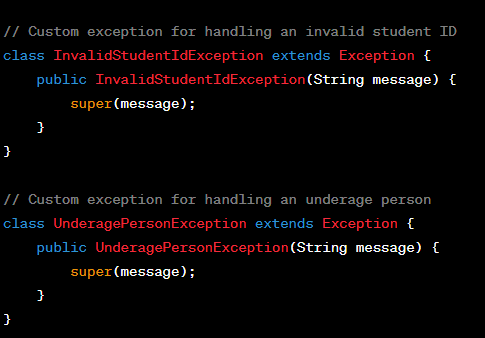 // Custom exception for handling an invalid student ID
class InvalidStudentIdException extends Exception {
    public InvalidStudentIdException(String message) {
        super(message);
    }
}

// Custom exception for handling an underage person
class UnderagePersonException extends Exception {
    public UnderagePersonException(String message) {
        super(message);
    }
}